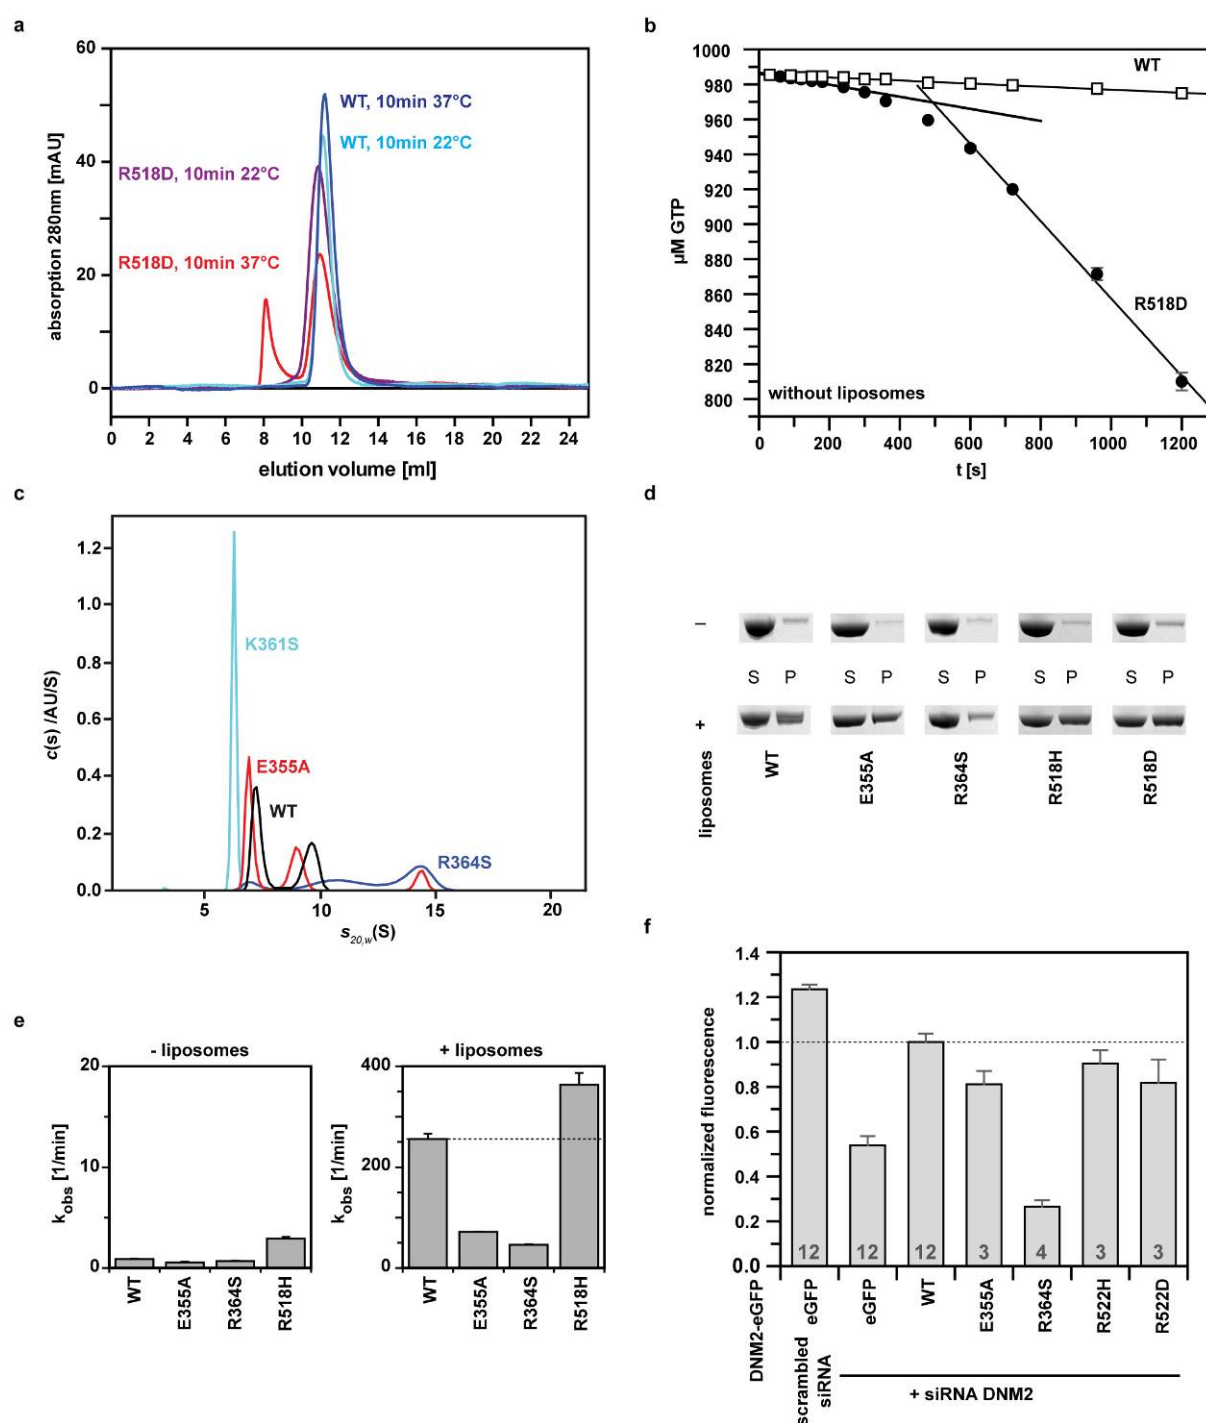 a
60
40
20
0
absorption 280nm [mAU]
WT, 10min 37°C
WT, 10min 22°C
R518D, 10min 22°C
R518D, 10min 37°C
0 2 4 6 8 10 12 14 16 18 20 22 24
elution volume [ml]
b
1000
980
960
940
920
900
880
860
840
820
800
µM GTP
WT
R518D
without liposomes
0 200 400 600 800 1000 1200
t [s]
c
1.2
1.0
0.8
0.6
0.4
0.2
0.0
c(s) /AU/S)
K361S
E355A
WT
R364S
5 10 15 20
s20,w(S)
d
–
S P S P S P S P S P
+
liposomes
WT
E355A
R364S
R518H
R518D
e
- liposomes
20
10
0
kobs [1/min]
WT
E355A
R364S
R518H
+ liposomes
400
200
0
kobs [1/min]
WT
E355A
R364S
R518H
f
1.4
1.2
1.0
0.8
0.6
0.4
0.2
0.0
normalized fluorescence
12 12 12 3 4 3 3
DNM2-eGFP
eGFP
eGFP
WT
E355A
R364S
R522H
R522D
scrambled
siRNA
+ siRNA DNM2